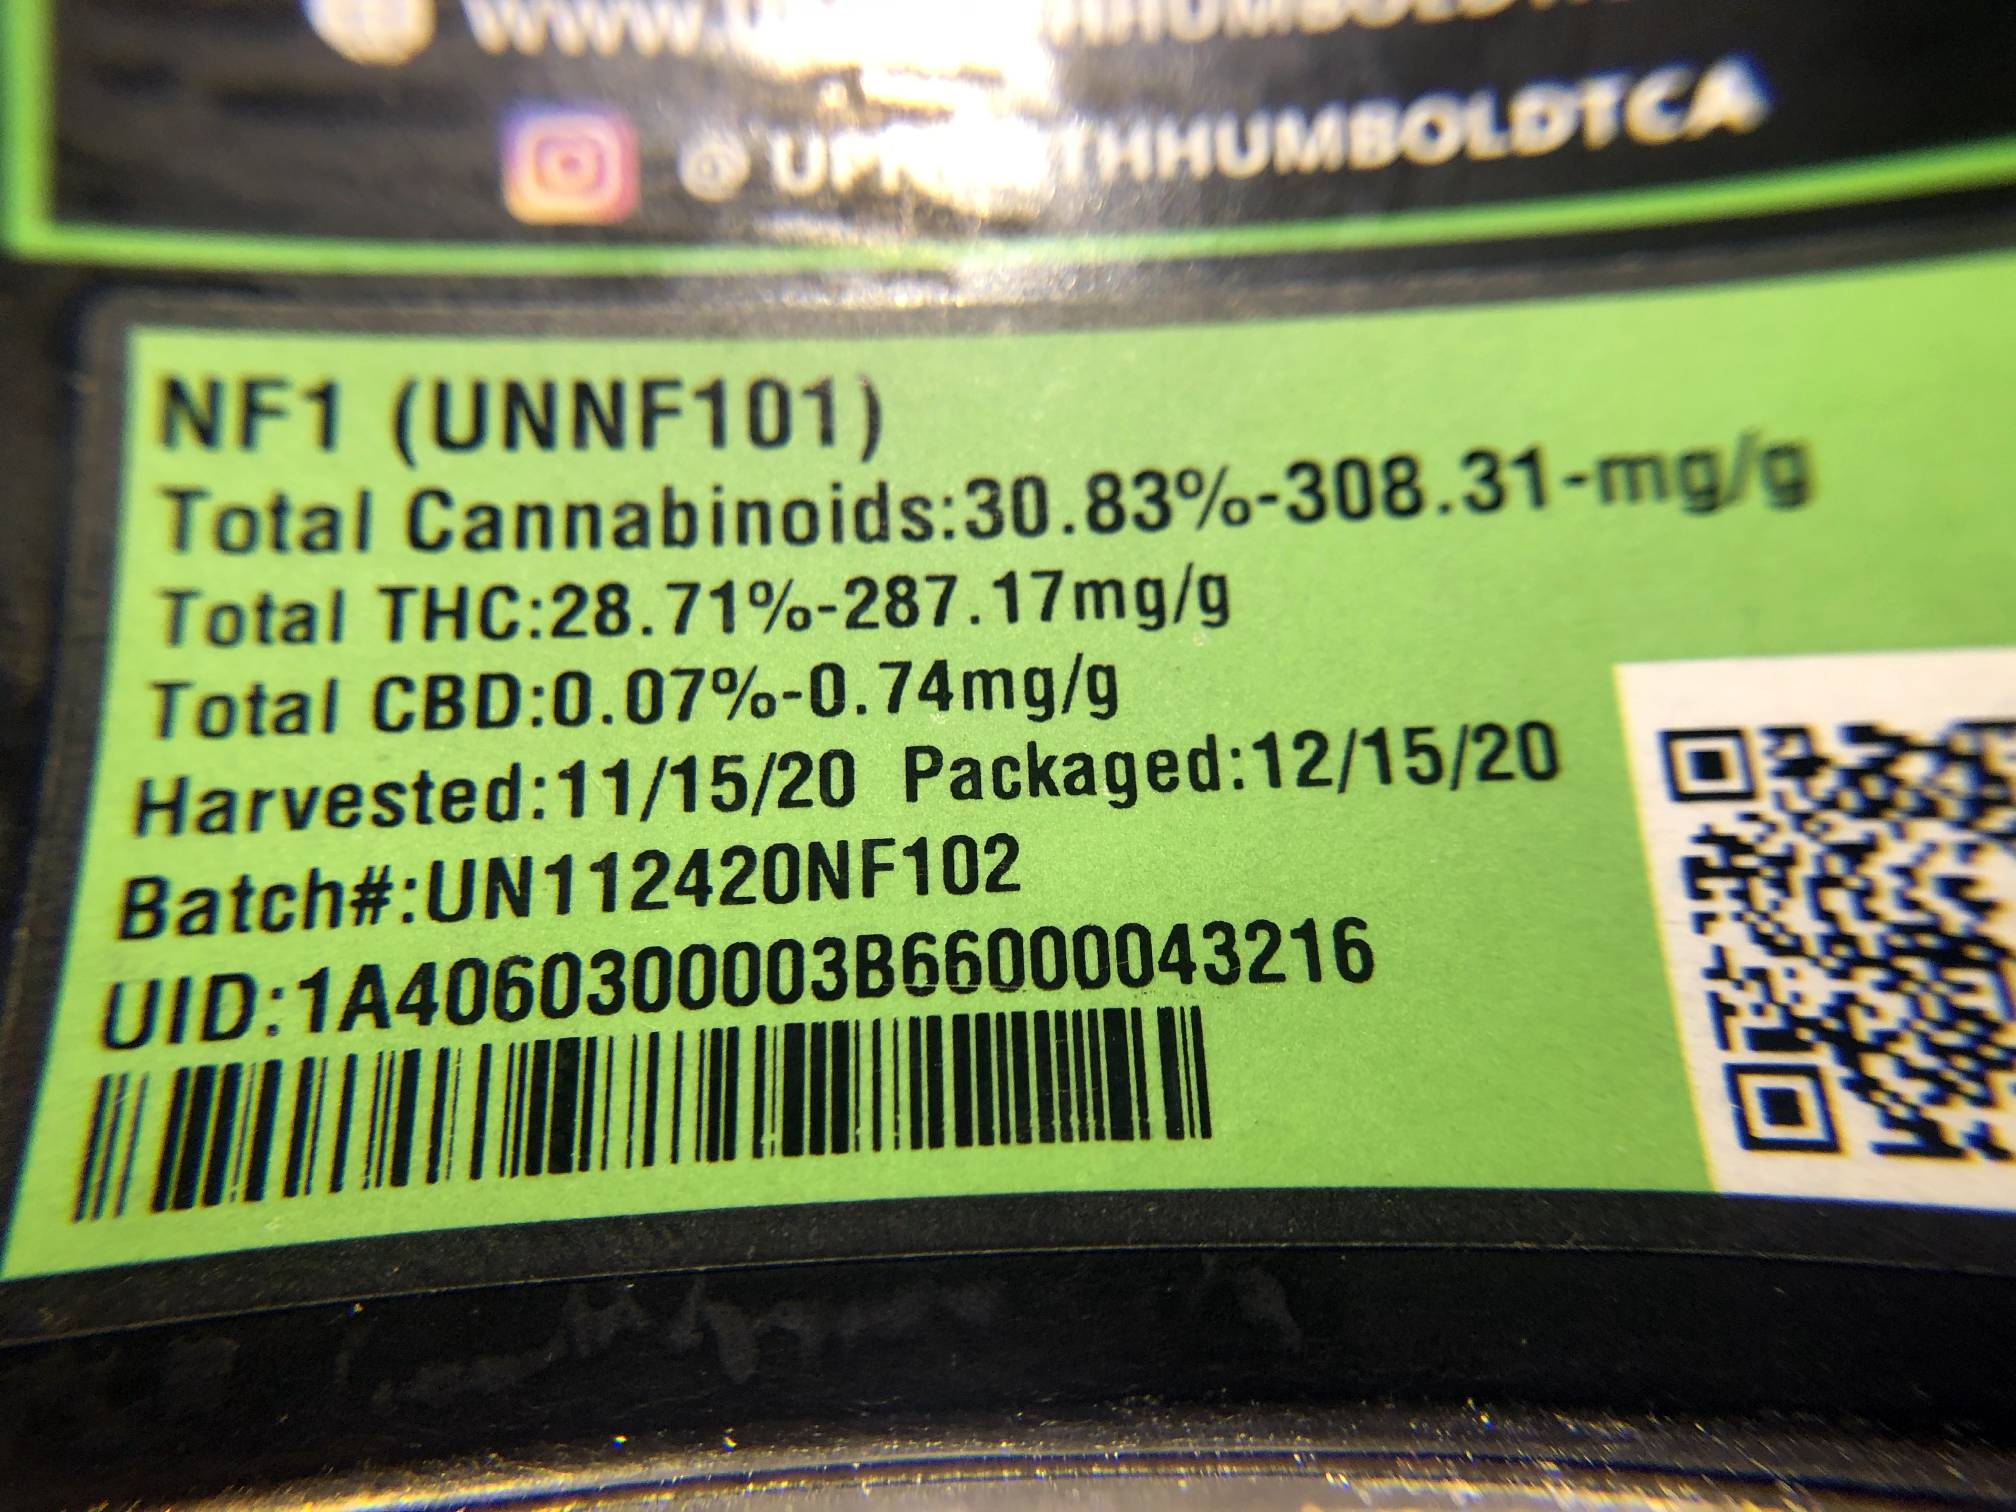 NF1 (UNNF101)
Total Cannabinoids:30.83%-308.31-mg/g
Total THC:28.71%-287.17mg/g
Total CBD:0.07%-0.74mg/g
Harvested:11/15/20 Packaged:12/15/20
Batch#:UN112420NF102
UID:1A4060300003B66000043216